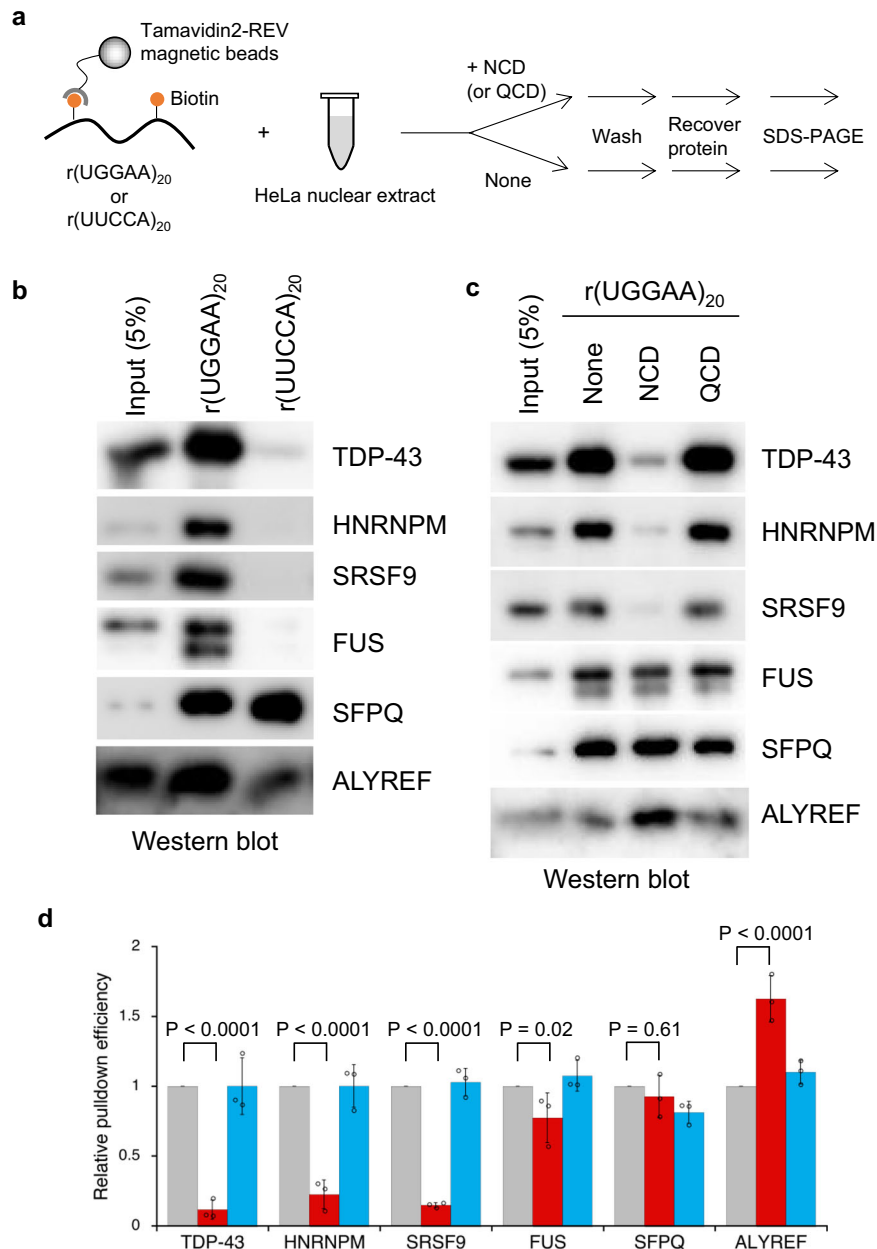 a
Tamavidin2-REV
magnetic beads
Biotin
r(UGGAA)20
or
r(UUCCA)20
+
HeLa nuclear extract
+ NCD
(or QCD)
None
Wash
Recover
protein
SDS-PAGE
b
Input (5%)
r(UGGAA)20
r(UUCCA)20
TDP-43
HNRNPM
SRSF9
FUS
SFPQ
ALYREF
Western blot
c
r(UGGAA)20
Input (5%)
None
NCD
QCD
TDP-43
HNRNPM
SRSF9
FUS
SFPQ
ALYREF
Western blot
d
Relative pulldown efficiency
2
1.5
1
0.5
0
P < 0.0001
P < 0.0001
P < 0.0001
P = 0.02
P = 0.61
P < 0.0001
TDP-43
HNRNPM
SRSF9
FUS
SFPQ
ALYREF